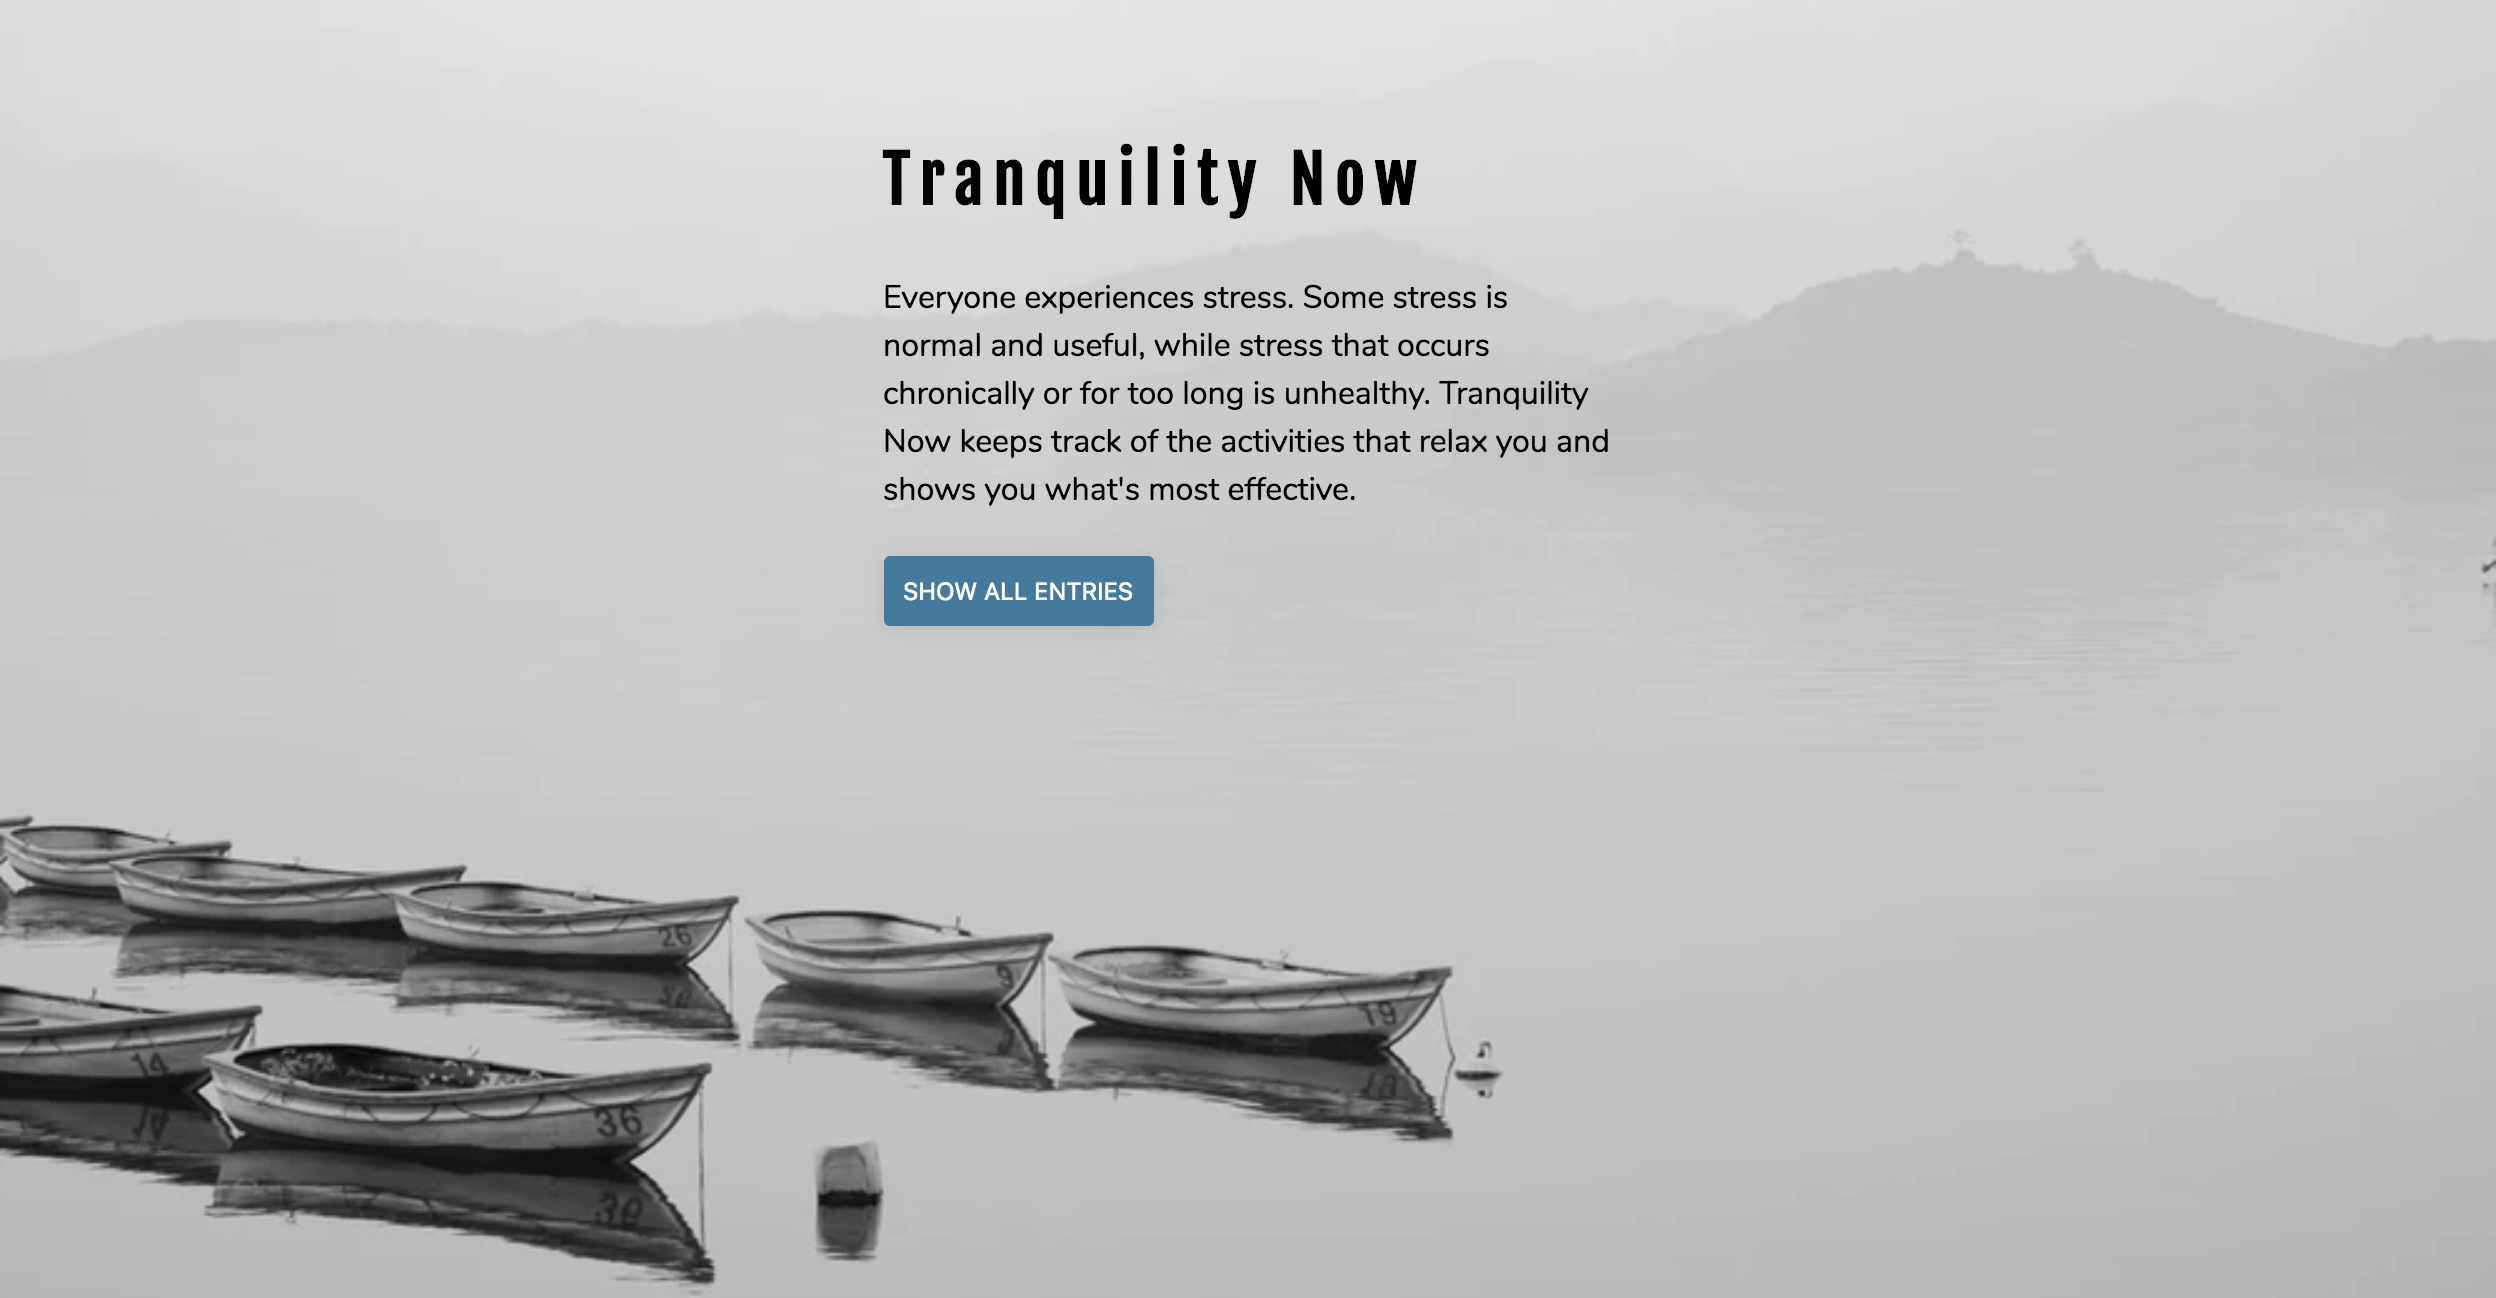 Tranquility Now
Everyone experiences stress. Some stress is
normal and useful, while stress that occurs
chronically or for too long is unhealthy. Tranquility
Now keeps track of the activities that relax you and
shows you what's most effective.
SHOW ALL ENTRIES
26
9
19
14
36